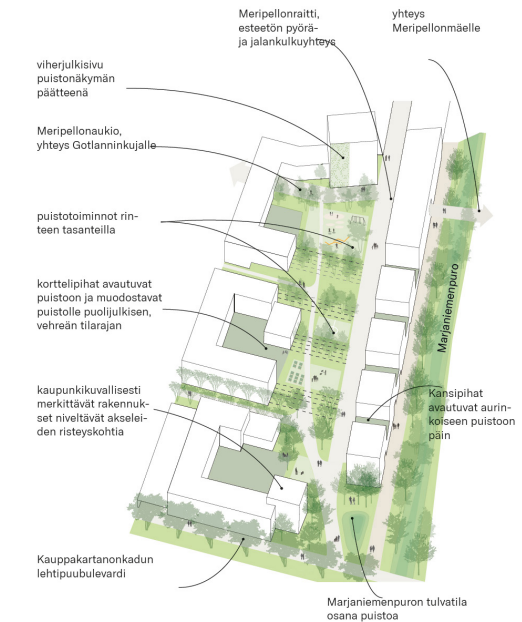 Meripellonraitti,
esteetön pyörä-
ja jalankulkuyhteys
yhteys
Meripellonmäelle
viherjulkisivu
puistonäkymän
päätteenä
Meripellonaukio,
yhteys Gotlanninkujalle
puistotoiminnot rin-
teen tasanteilla
korttelipihat avautuvat
puistoon ja muodostavat
puistolle puolijulkisen,
vehreän tilarajan
Marjaniemenpuro
kaupunkikuvallisesti
merkittävät rakennuk-
set niveltävät akselei-
den risteyskohtia
Kansipihat
avautuvat aurin-
koiseen puistoon
päin
Kauppakartanonkadun
lehtipuubulevardi
Marjaniemenpuron tulvatila
osana puistoa